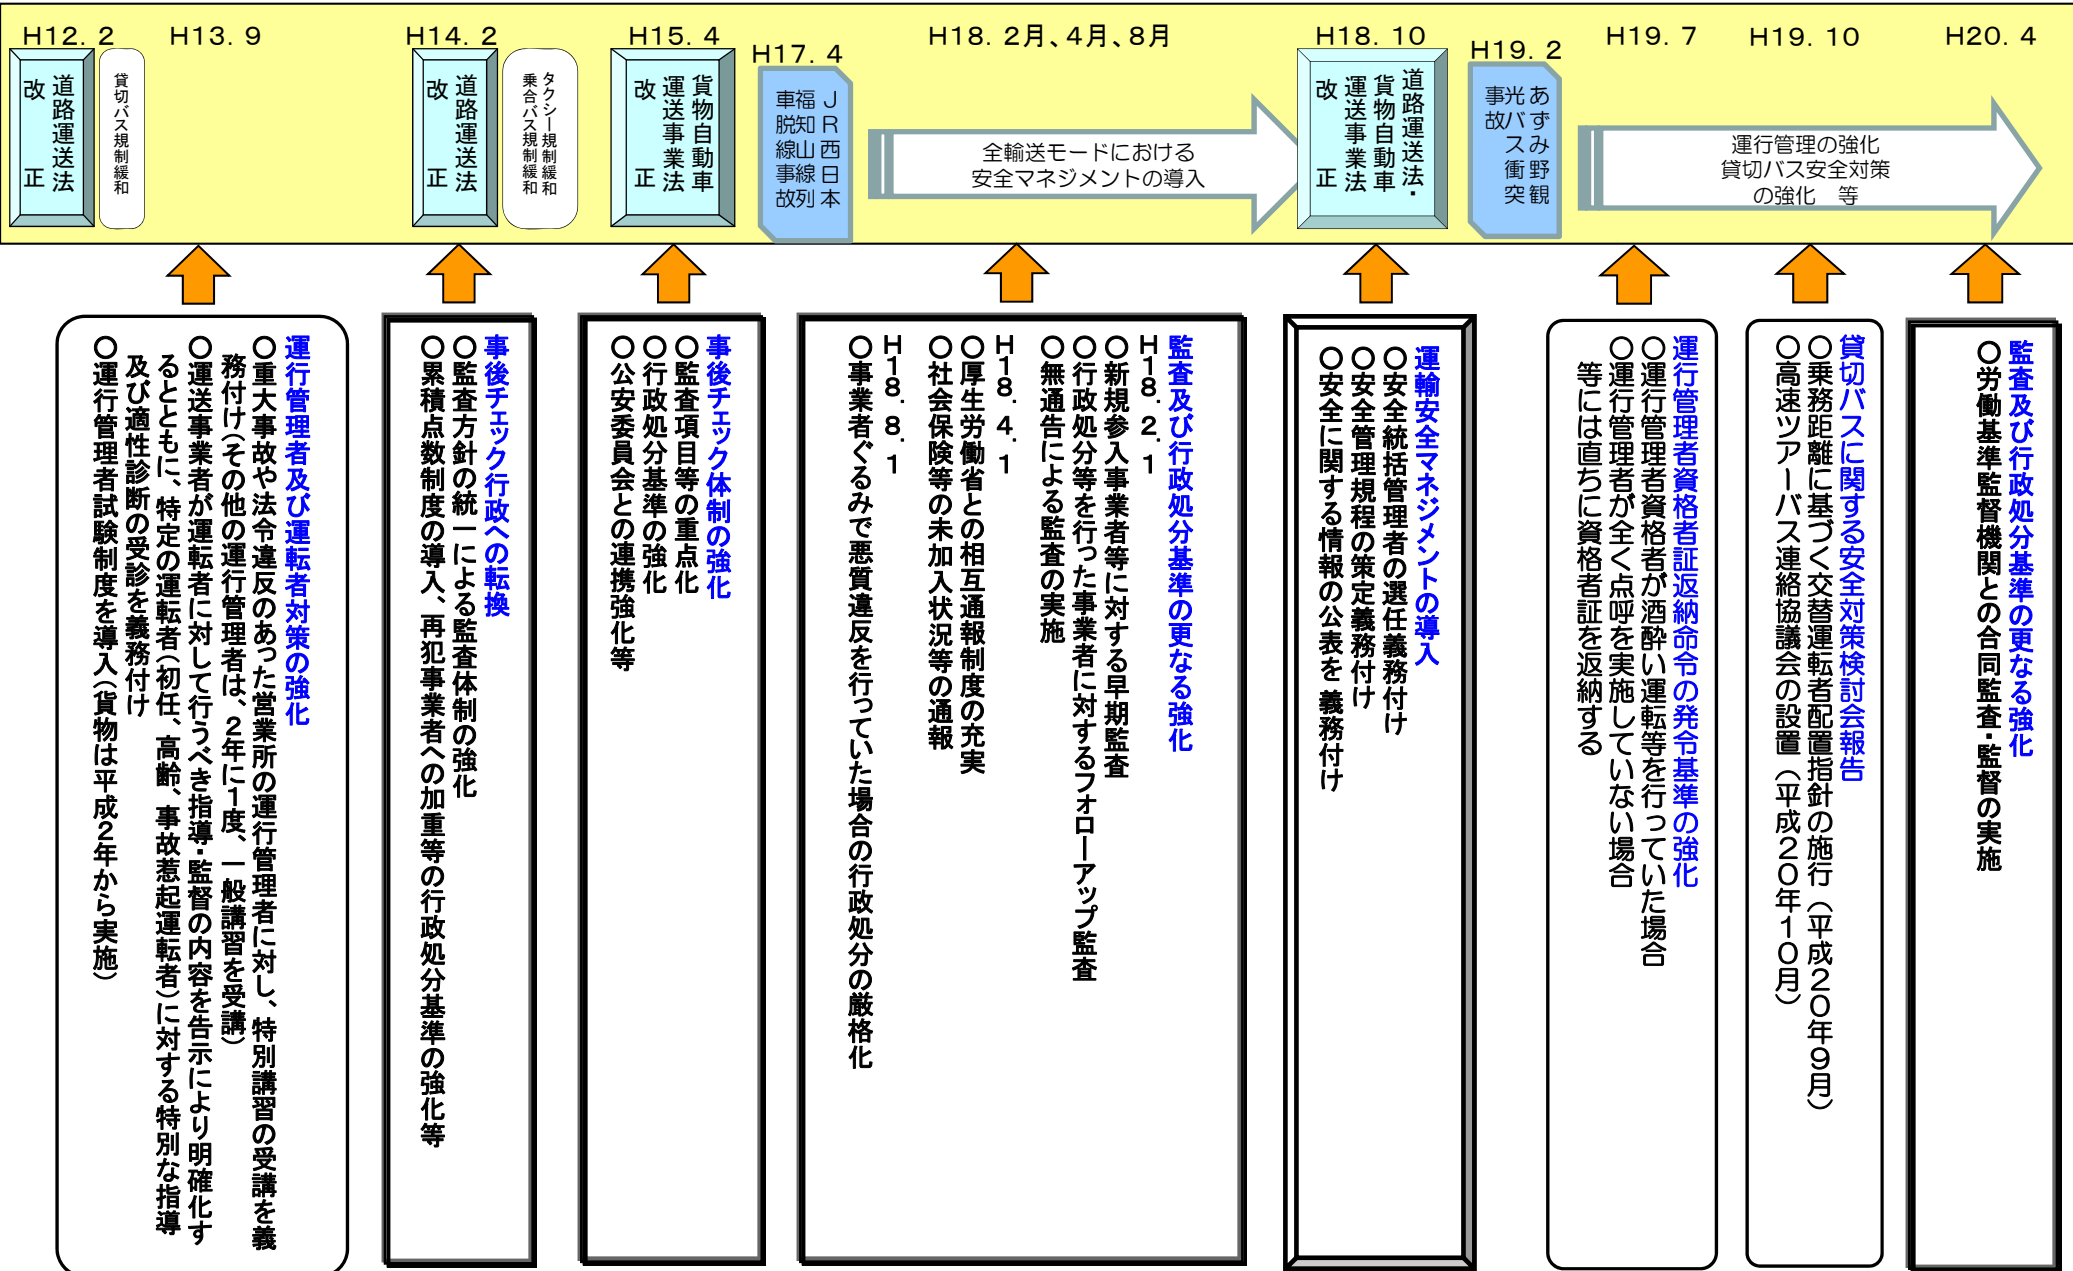 H12. 2
H13. 9
H14. 2
H15. 4
H17. 4
H18. 2月、4月、8月
H18. 10
H19. 2
H19. 7
H19. 10
H20. 4
道路運送法
改正
貸切バス規制緩和
道路運送法
改正
タクシー規制緩和
乗合バス規制緩和
貨物自動車
運送事業法
改正
JR西日本
福知山線列
車脱線事故
全輸送モードにおける
安全マネジメントの導入
道路運送法・
貨物自動車
運送事業法
改正
あずみ野観
光バス衝突
事故
運行管理の強化
貸切バス安全対策
の強化 等
運行管理者及び運転者対策の強化
○重大事故や法令違反のあった営業所の運行管理者に対し、特別講習の受講を義
務付け(その他の運行管理者は、2年に1度、一般講習を受講)
○運送事業者が運転者に対して行うべき指導・監督の内容を告示により明確化す
るとともに、特定の運転者(初任、高齢、事故惹起運転者)に対する特別な指導
及び適性診断の受診を義務付け
○運行管理者試験制度を導入(貨物は平成2年から実施)
事後チェック行政への転換
○監査方針の統一による監査体制の強化
○累積点数制度の導入、再犯事業者への加重等の行政処分基準の強化等
事後チェック体制の強化
○監査項目等の重点化
○行政処分基準の強化
○公安委員会との連携強化等
監査及び行政処分基準の更なる強化
H18. 2. 1
○新規参入事業者等に対する早期監査
○行政処分等を行った事業者に対するフォローアップ監査
○無通告による監査の実施
H18. 4. 1
○厚生労働省との相互通報制度の充実
○社会保険等の未加入状況等の通報
H18. 8. 1
○事業者ぐるみで悪質違反を行っていた場合の行政処分の厳格化
運輸安全マネジメントの導入
○安全統括管理者の選任義務付け
○安全管理規程の策定義務付け
○安全に関する情報の公表を 義務付け
運行管理者資格者証返納命令の発令基準の強化
○運行管理者資格者が酒酔い運転等を行っていた場合
○運行管理者が全く点呼を実施していない場合
等には直ちに資格者証を返納する
貸切バスに関する安全対策検討会報告
○乗務距離に基づく交替運転者配置指針の施行(平成20年9月)
○高速ツアーバス連絡協議会の設置(平成20年10月)
監査及び行政処分基準の更なる強化
○労働基準監督機関との合同監査・監督の実施